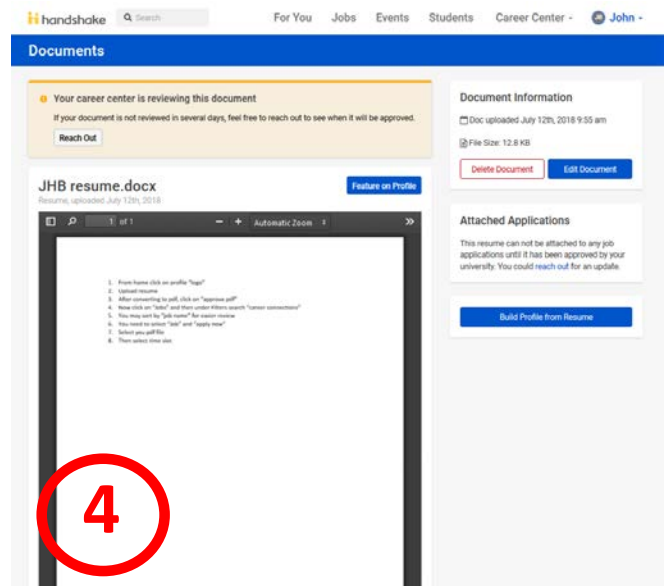 handshake Search For You Jobs Events Students Career Center John
Documents
Your career center is reviewing this document
If your document is not reviewed in several days, feel free to reach out to see when it will be approved.
Reach Out
JHB resume.docx
Feature on Profile
Resume, uploaded July 12th, 2018
1 of 1 - + Automatic Zoom
1. From home click on profile "logo"
2. Upload resume
3. After converting to pdf, click on "approve pdf"
4. Now click on "Jobs" and then under filters search "career connections"
5. You may sort by "job name" for easier review
6. You need to select "Job" and "apply now"
7. Select you pdf file
8. Then select time slot
4
Document Information
Doc uploaded July 12th, 2018 9:55 am
File Size: 12.8 KB
Delete Document Edit Document
Attached Applications
This resume can not be attached to any job
applications until it has been approved by your
university. You could reach out for an update.
Build Profile from Resume